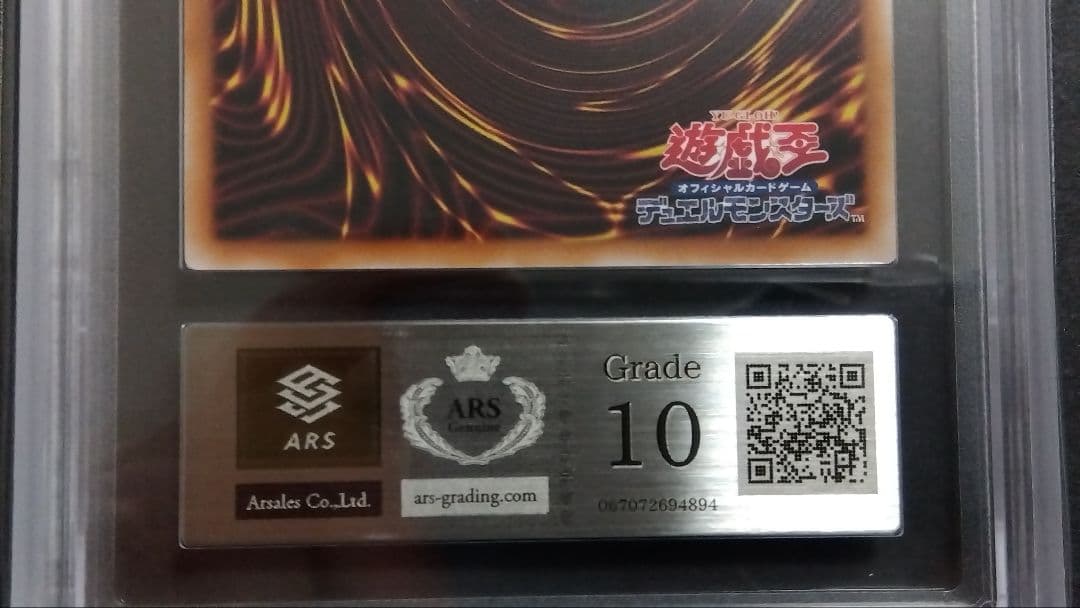 YU-GI-OH!
遊戯王
オフィシャルカードゲーム
デュエルモンスターズ™
ARS
Arsales Co.,Ltd.
ARS
Genuine
ars-grading.com
Grade
10
067072694894